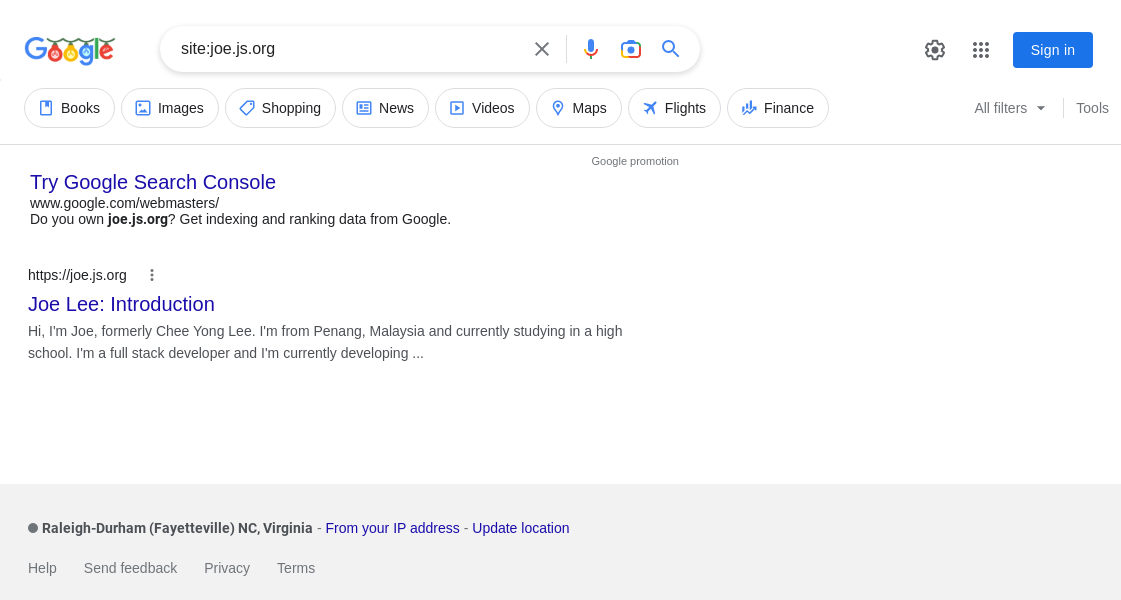 Google
site:joe.js.org
Sign in
Books Images Shopping News Videos Maps Flights Finance All filters Tools
Google promotion
Try Google Search Console
www.google.com/webmasters/
Do you own joe.js.org? Get indexing and ranking data from Google.
https://joe.js.org
Joe Lee: Introduction
Hi, I'm Joe, formerly Chee Yong Lee. I'm from Penang, Malaysia and currently studying in a high
school. I'm a full stack developer and I'm currently developing ...
Raleigh-Durham (Fayetteville) NC, Virginia - From your IP address - Update location
Help Send feedback Privacy Terms